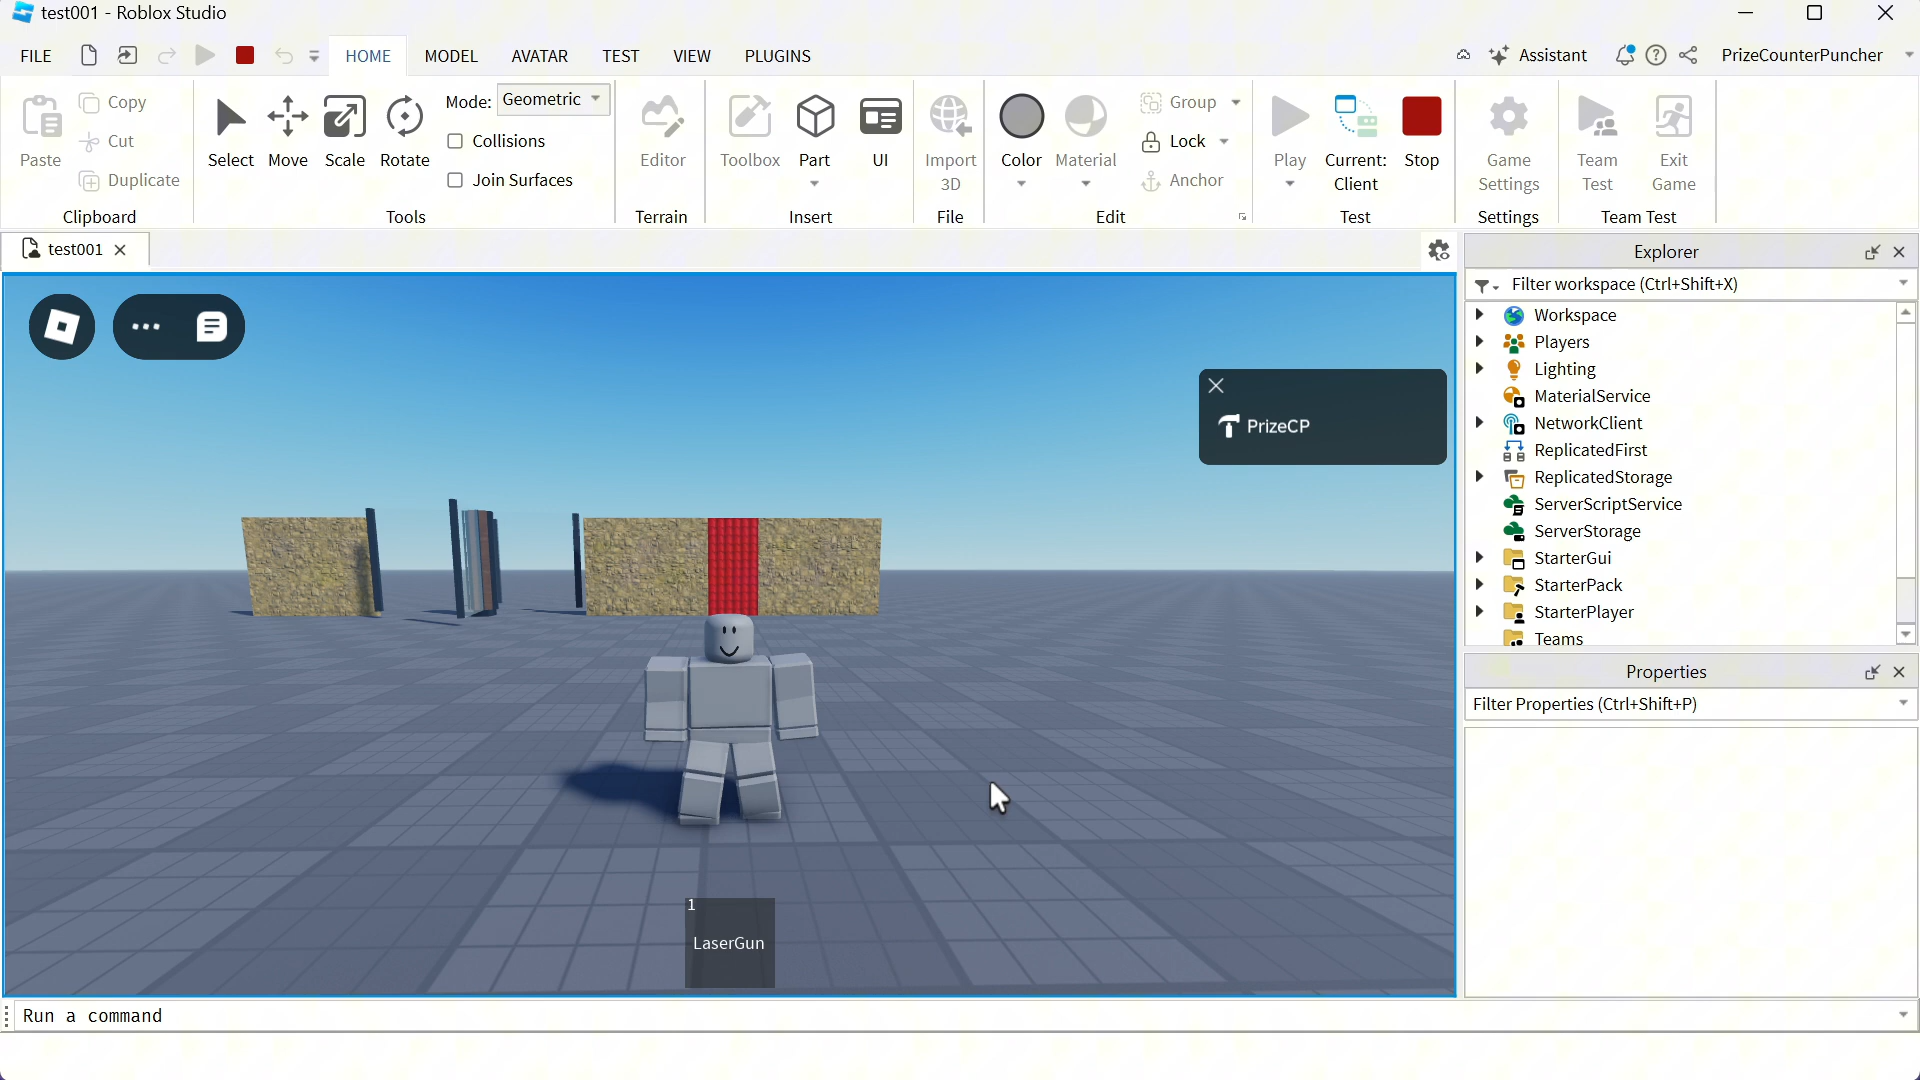 test001 - Roblox Studio
FILE HOME MODEL AVATAR TEST VIEW PLUGINS Assistant PrizeCounterPuncher
Paste Copy Cut Duplicate
Clipboard
Select Move Scale Rotate Mode: Geometric
Collisions
Join Surfaces
Tools
Editor
Terrain
Toolbox Part UI
Insert
Import
3D
File
Color Material Group
Lock
Anchor
Edit
Play Current:
Client Stop
Test
Game
Settings
Settings
Team
Test Exit
Game
Team Test
test001
PrizeCP
1
LaserGun
Explorer
Filter workspace (Ctrl+Shift+X)
Workspace
Players
Lighting
MaterialService
NetworkClient
ReplicatedFirst
ReplicatedStorage
ServerScriptService
ServerStorage
StarterGui
StarterPack
StarterPlayer
Teams
Properties
Filter Properties (Ctrl+Shift+P)
Run a command